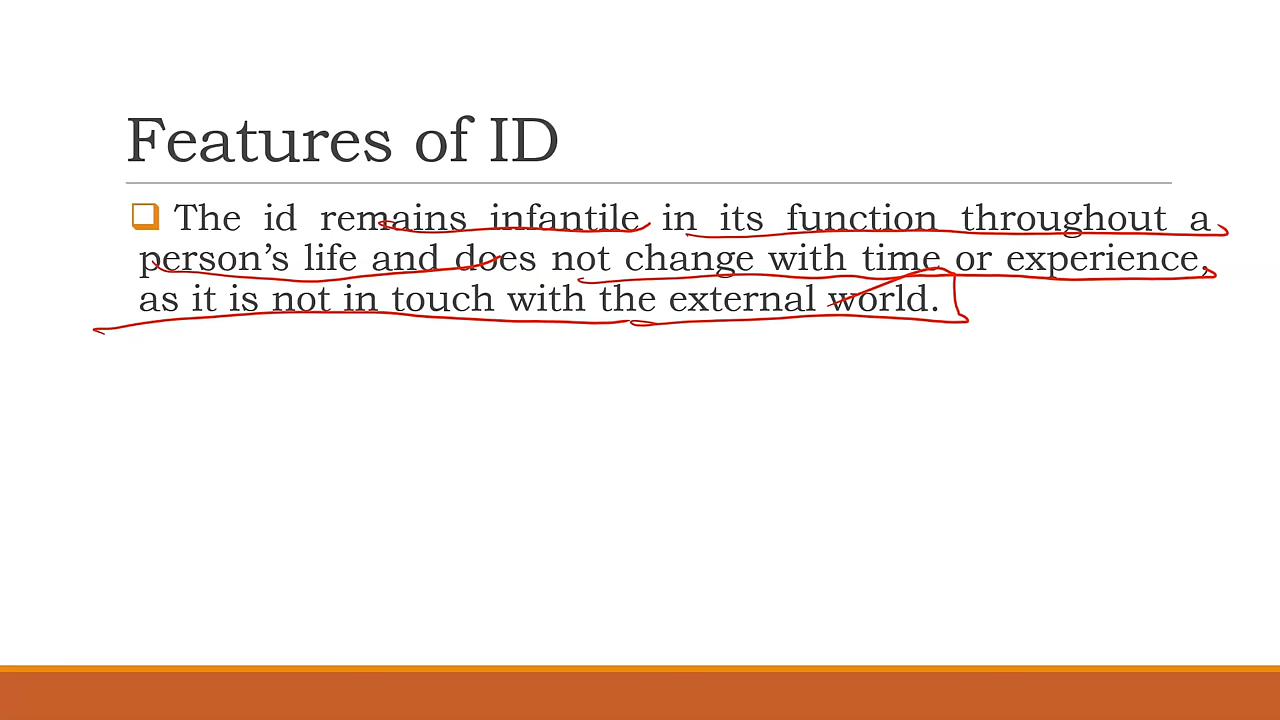 Features of ID
The id remains infantile in its function throughout a
person’s life and does not change with time or experience,
as it is not in touch with the external world.